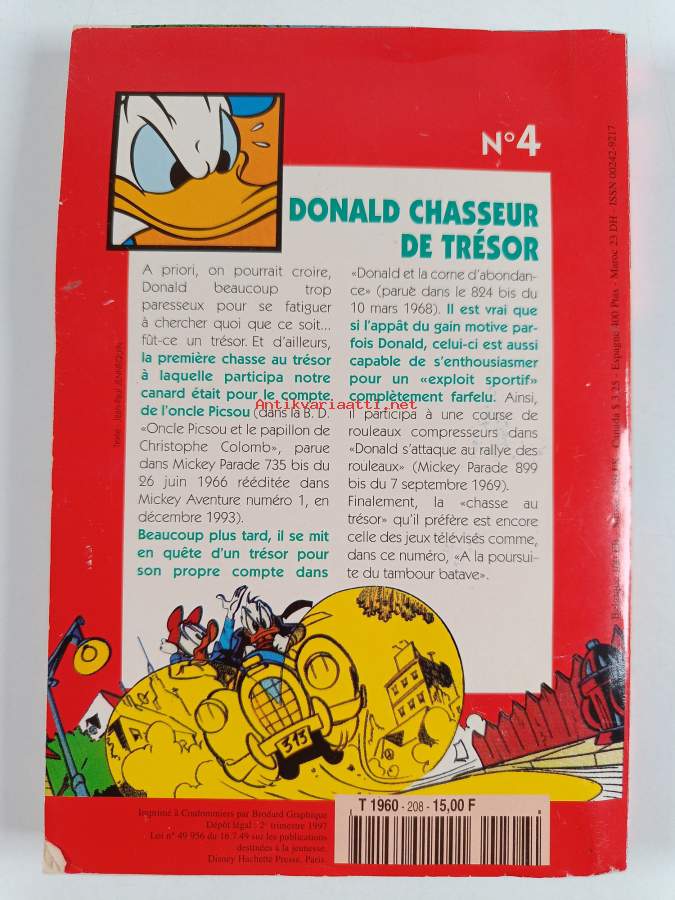 N°4
DONALD CHASSEUR
DE TRÉSOR
A priori, on pourrait croire,
Donald beaucoup trop
paresseux pour se fatiguer
à chercher quoi que ce soit...
fût-ce un trésor. Et d'ailleurs,
la première chasse au trésor
à laquelle participa notre
canard était pour le compte
de l'oncle Picsou (dans la B. D.
«Oncle Picsou et le papillon de
Christophe Colomb», parue
dans Mickey Parade 735 bis du
26 juin 1966 rééditée dans
Mickey Aventure numéro 1, en
décembre 1993).
Beaucoup plus tard, il se mit
en quête d'un trésor pour
son propre compte dans
«Donald et la corne d'abondan-
ce» (parue dans le 824 bis du
10 mars 1968). Il est vrai que
si l'appât du gain motive par-
fois Donald, celui-ci est aussi
capable de s'enthousiasmer
pour un «exploit sportif»
complètement farfelu. Ainsi,
il participa à une course de
rouleaux compresseurs dans
«Donald s'attaque au rallye des
rouleaux» (Mickey Parade 899
bis du 7 septembre 1969).
Finalement, la «chasse au
trésor» qu'il préfère est encore
celle des jeux télévisés comme,
dans ce numéro, «A la poursui-
te du tambour batave».
Antikvariaatti.net
Canada $ 3.25 - Espagne 400 Ptas - Maroc 23 DH - ISSN 00242-9217
313
Imprimé à Coulommiers par Brodard Graphique
Dépôt légal : 2e trimestre 1997
Loi n° 49 956 du 16.7.49 sur les publications
destinées à la jeunesse.
Disney Hachette Presse, Paris.
T 1960 - 208 - 15,00 F